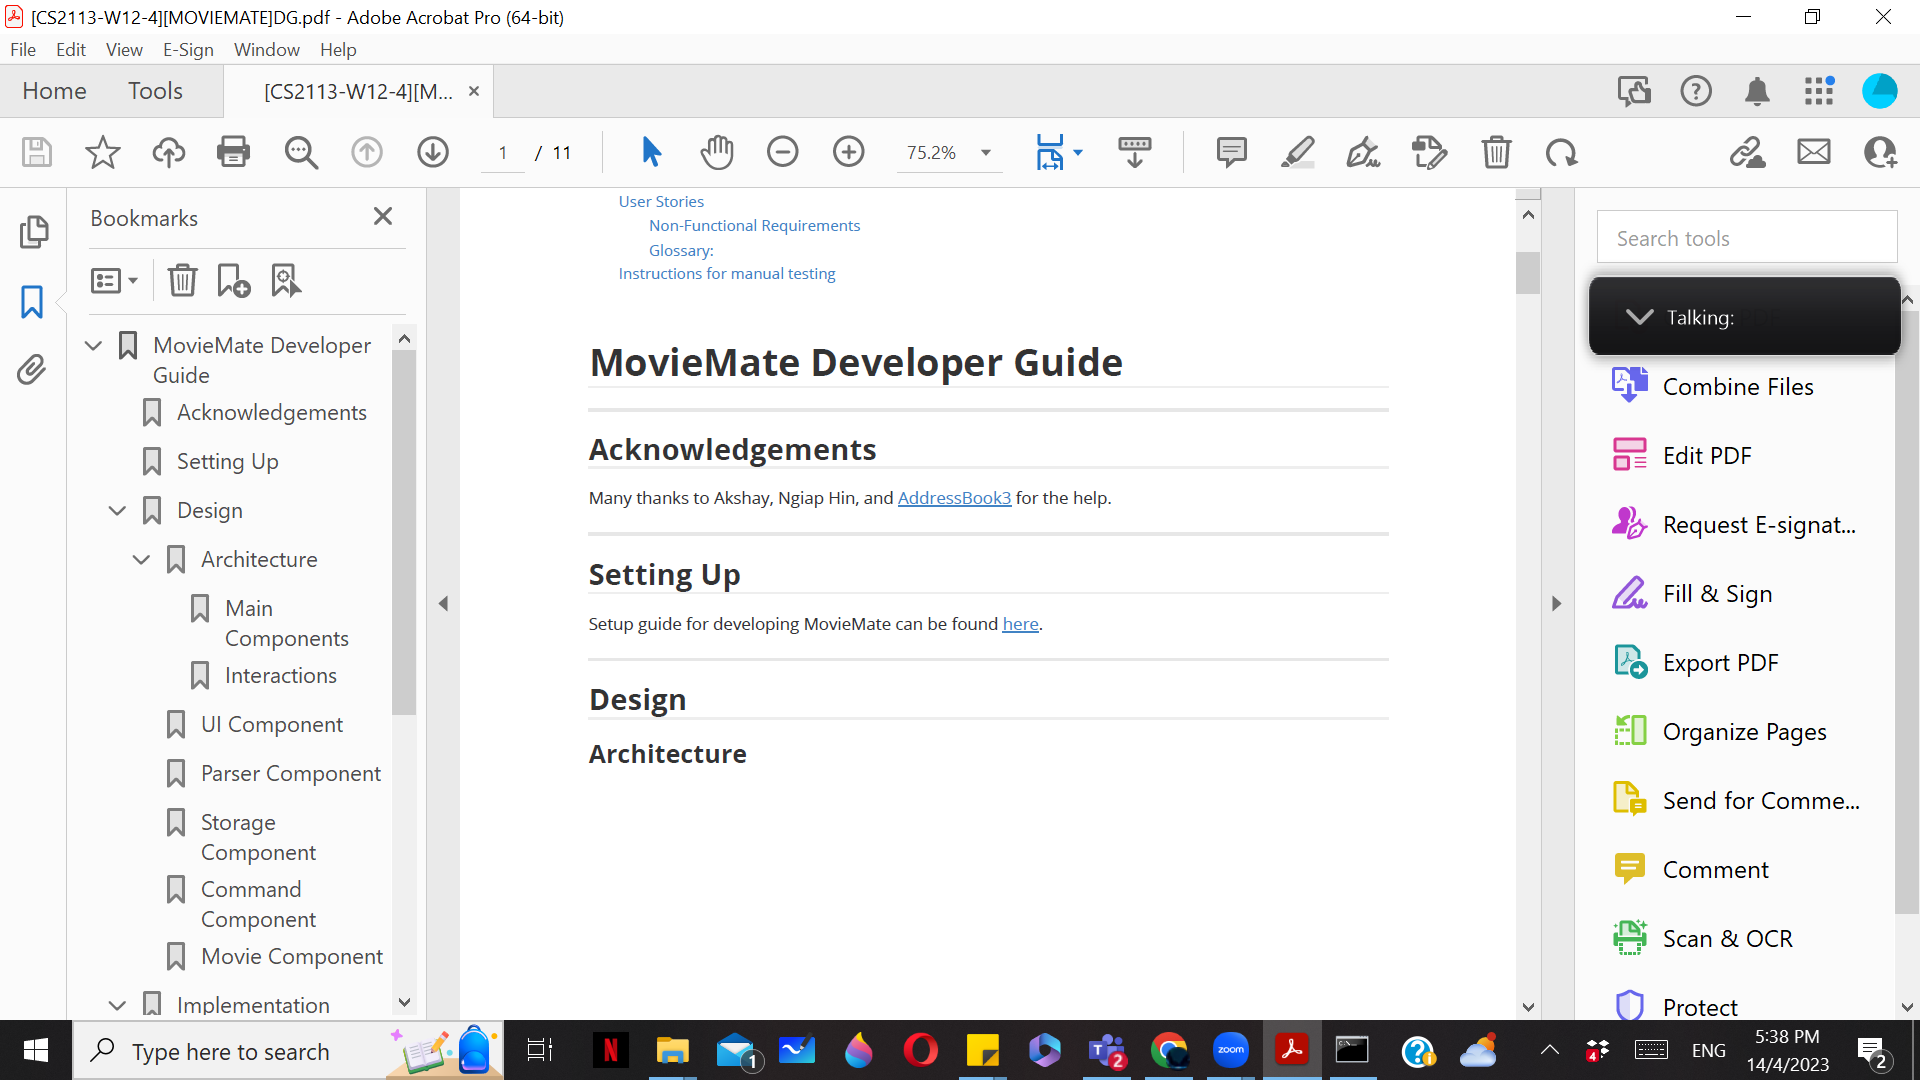 [CS2113-W12-4][MOVIEMATE]DG.pdf - Adobe Acrobat Pro (64-bit)
File Edit View E-Sign Window Help
Home Tools [CS2113-W12-4][M...
1 / 11 75.2%
Bookmarks
MovieMate Developer
Guide
Acknowledgements
Setting Up
Design
Architecture
Main
Components
Interactions
UI Component
Parser Component
Storage
Component
Command
Component
Movie Component
Implementation
User Stories
Non-Functional Requirements
Glossary:
Instructions for manual testing
MovieMate Developer Guide
Acknowledgements
Many thanks to Akshay, Ngiap Hin, and AddressBook3 for the help.
Setting Up
Setup guide for developing MovieMate can be found here.
Design
Architecture
Search tools
Talking:
Combine Files
Edit PDF
Request E-signat...
Fill & Sign
Export PDF
Organize Pages
Send for Comme...
Comment
Scan & OCR
Protect
Type here to search
N
1
2
zoom
4
ENG
5:38 PM
14/4/2023
2